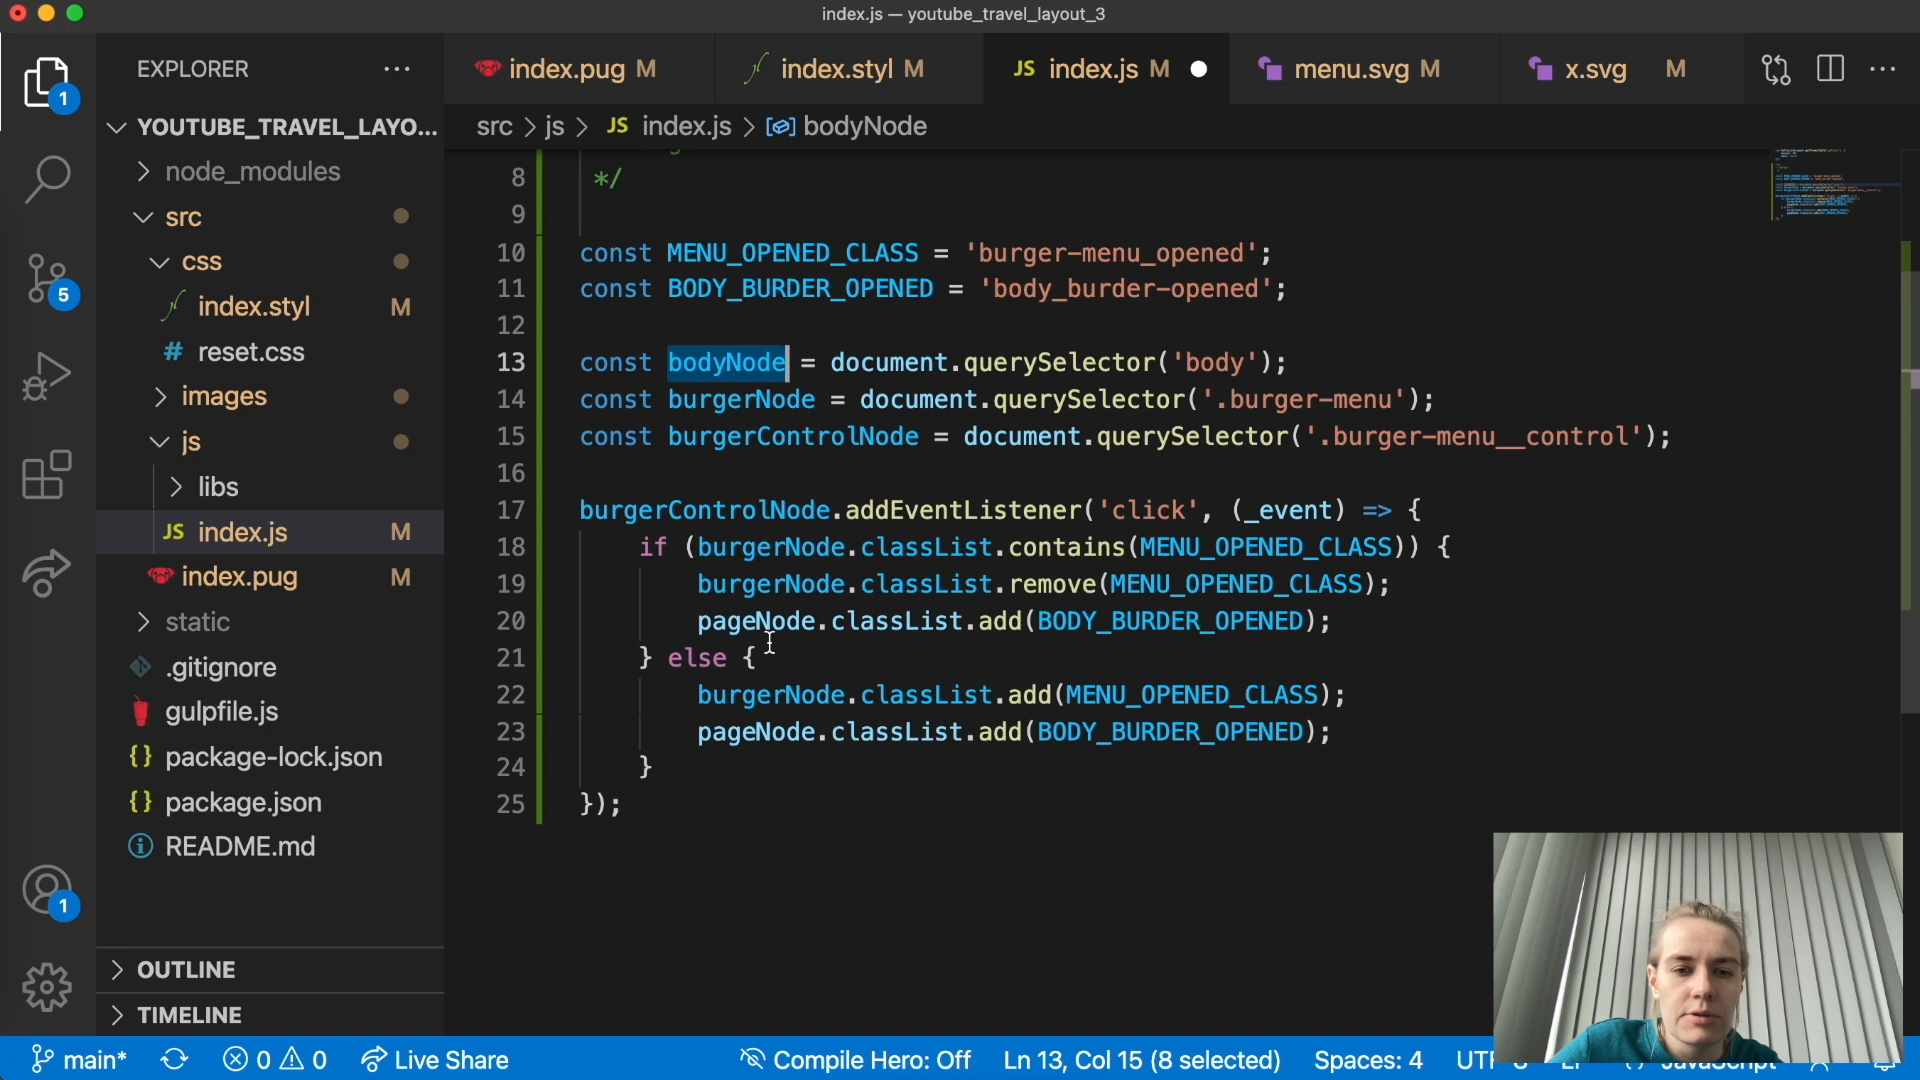 index.js — youtube_travel_layout_3
EXPLORER
index.pug M
index.styl M
JS index.js M
menu.svg M
x.svg M
1
YOUTUBE_TRAVEL_LAYO...
src > js > JS index.js > bodyNode
node_modules
src
css
index.styl M
# reset.css
images
js
libs
JS index.js M
index.pug M
static
.gitignore
gulpfile.js
{} package-lock.json
{} package.json
README.md
5
1
OUTLINE
TIMELINE
8 */
9
10 const MENU_OPENED_CLASS = 'burger-menu_opened';
11 const BODY_BURDER_OPENED = 'body_burder-opened';
12
13 const bodyNode = document.querySelector('body');
14 const burgerNode = document.querySelector('.burger-menu');
15 const burgerControlNode = document.querySelector('.burger-menu__control');
16
17 burgerControlNode.addEventListener('click', (_event) => {
18 if (burgerNode.classList.contains(MENU_OPENED_CLASS)) {
19 burgerNode.classList.remove(MENU_OPENED_CLASS);
20 pageNode.classList.add(BODY_BURDER_OPENED);
21 } else {
22 burgerNode.classList.add(MENU_OPENED_CLASS);
23 pageNode.classList.add(BODY_BURDER_OPENED);
24 }
25 });
main* 0 0 Live Share Compile Hero: Off Ln 13, Col 15 (8 selected) Spaces: 4